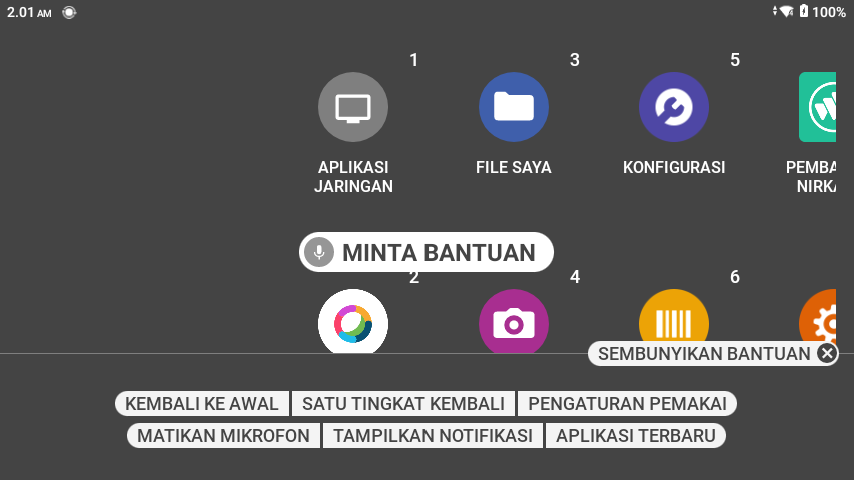 2.01 AM
100%
1
3
5
APLIKASI
JARINGAN
FILE SAYA
KONFIGURASI
PEMBA
NIRKA
MINTA BANTUAN
2
4
6
SEMBUNYIKAN BANTUAN
KEMBALI KE AWAL
SATU TINGKAT KEMBALI
PENGATURAN PEMAKAI
MATIKAN MIKROFON
TAMPILKAN NOTIFIKASI
APLIKASI TERBARU